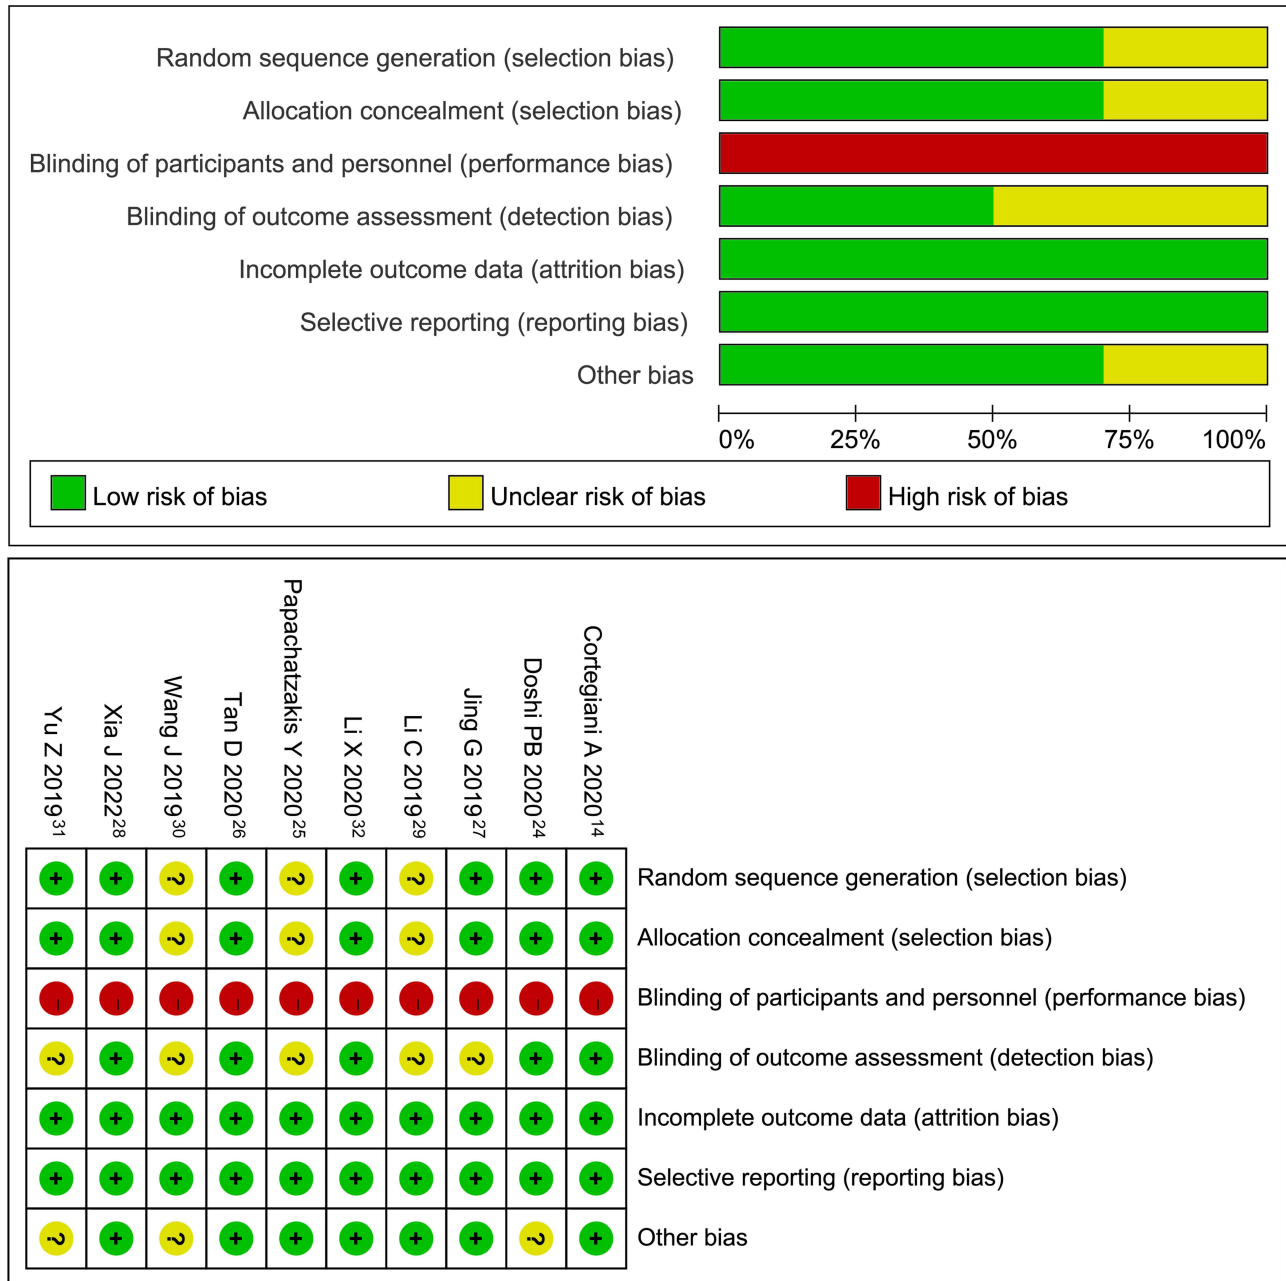 Random sequence generation (selection bias)
Allocation concealment (selection bias)
Blinding of participants and personnel (performance bias)
Blinding of outcome assessment (detection bias)
Incomplete outcome data (attrition bias)
Selective reporting (reporting bias)
Other bias
0% 25% 50% 75% 100%
Low risk of bias Unclear risk of bias High risk of bias
Yu Z 2019³¹
Xia J 2022²⁸
Wang J 2019³⁰
Tan D 2020²⁶
Papachatzakis Y 2020²⁵
Li X 2020³²
Li C 2019²⁹
Jing G 2019²⁷
Doshi PB 2020²⁴
Cortegiani A 2020¹⁴
+ + ? + ? + ? + + + Random sequence generation (selection bias)
+ + ? + ? + ? + + + Allocation concealment (selection bias)
– – – – – – – – – – Blinding of participants and personnel (performance bias)
? + ? + ? + ? ? + + Blinding of outcome assessment (detection bias)
+ + + + + + + + + + Incomplete outcome data (attrition bias)
+ + + + + + + + + + Selective reporting (reporting bias)
? + ? + + + + + ? + Other bias